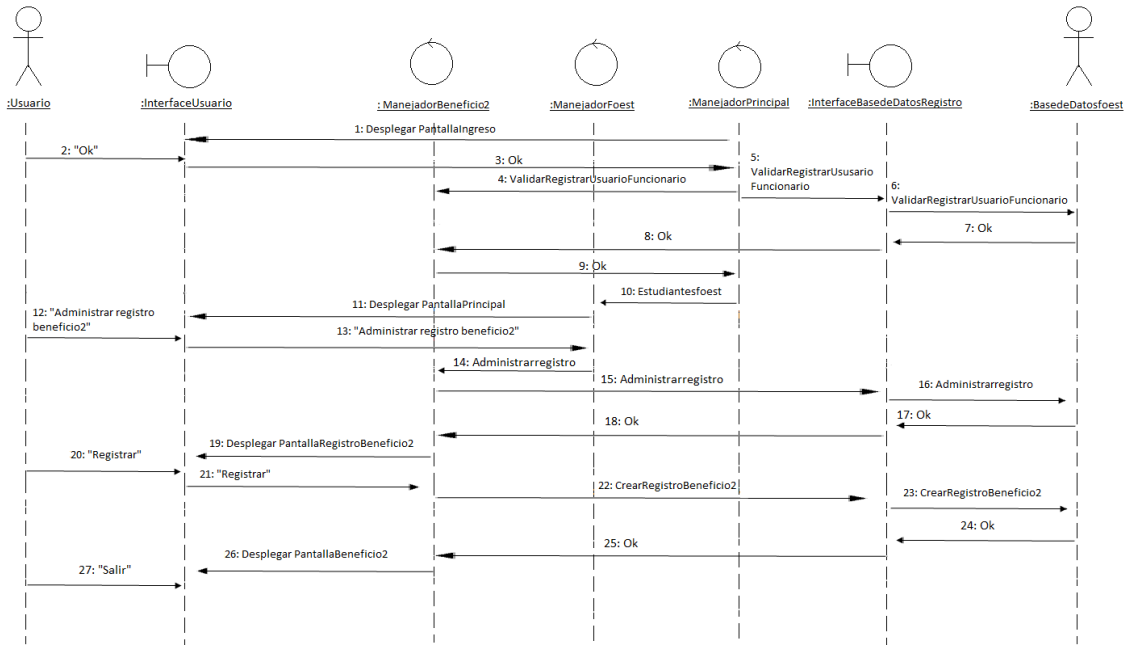 :Usuario
:InterfaceUsuario
: ManejadorBeneficio2
:ManejadorFoest
:ManejadorPrincipal
:InterfaceBasedeDatosRegistro
:BasedeDatosfoest
1: Desplegar PantallaIngreso
2: "Ok"
3: Ok
4: ValidarRegistrarUsuarioFuncionario
5:
ValidarRegistrarUsusario
Funcionario
6:
ValidarRegistrarUsuarioFuncionario
7: Ok
8: Ok
9: Ok
10: Estudiantesfoest
11: Desplegar PantallaPrincipal
12: "Administrar registro
beneficio2"
13: "Administrar registro beneficio2"
14: Administrarregistro
15: Administrarregistro
16: Administrarregistro
17: Ok
18: Ok
19: Desplegar PantallaRegistroBeneficio2
20: "Registrar"
21: "Registrar"
22: CrearRegistroBeneficio2
23: CrearRegistroBeneficio2
24: Ok
25: Ok
26: Desplegar PantallaBeneficio2
27: "Salir"